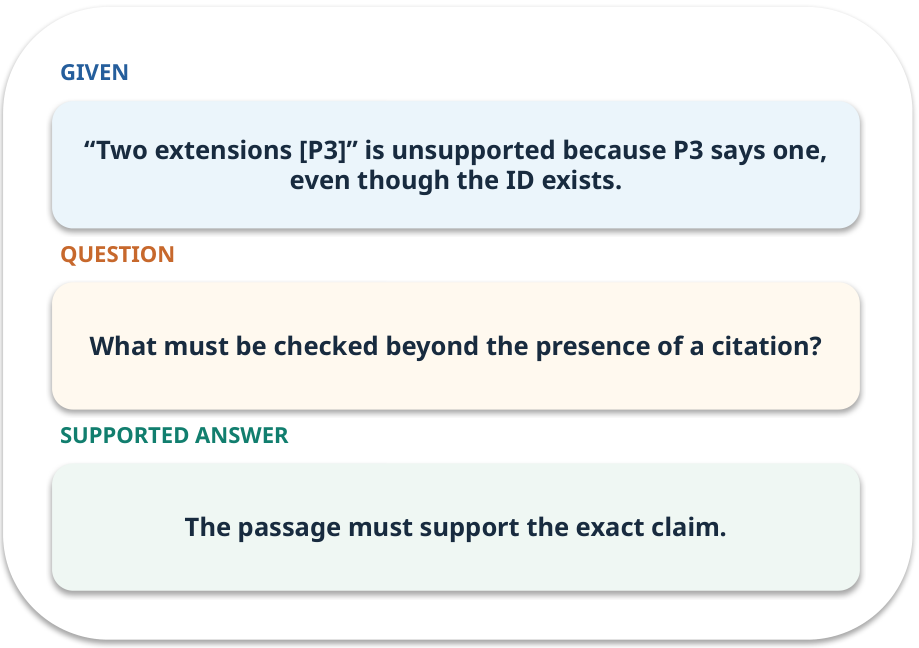 GIVEN
“Two extensions [P3]” is unsupported because P3 says one,
even though the ID exists.
QUESTION
What must be checked beyond the presence of a citation?
SUPPORTED ANSWER
The passage must support the exact claim.